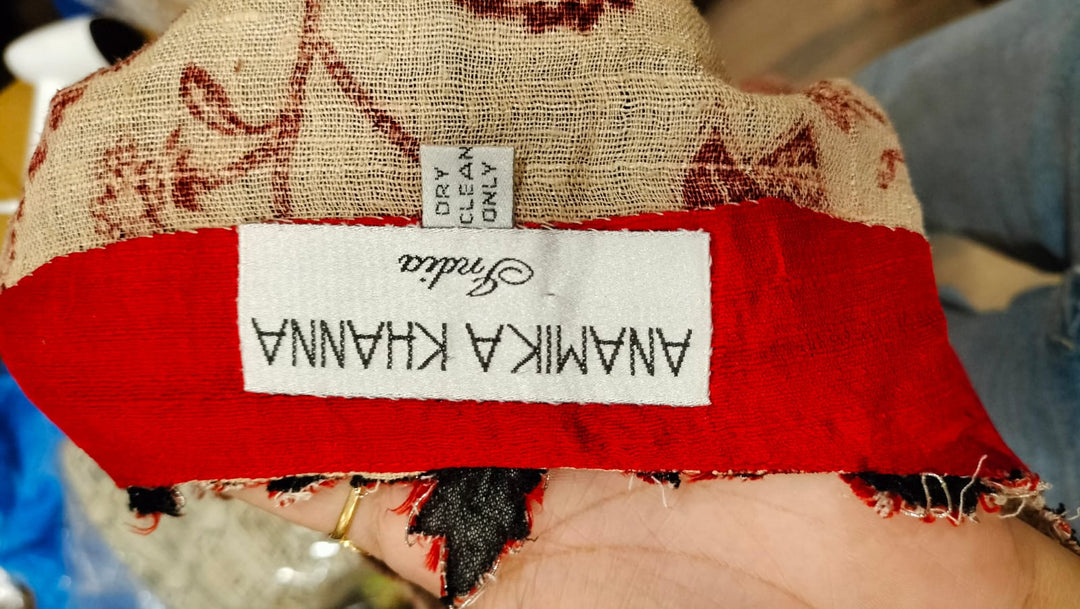 ANAMIKA KHANNA
India
DRY
CLEAN
ONLY